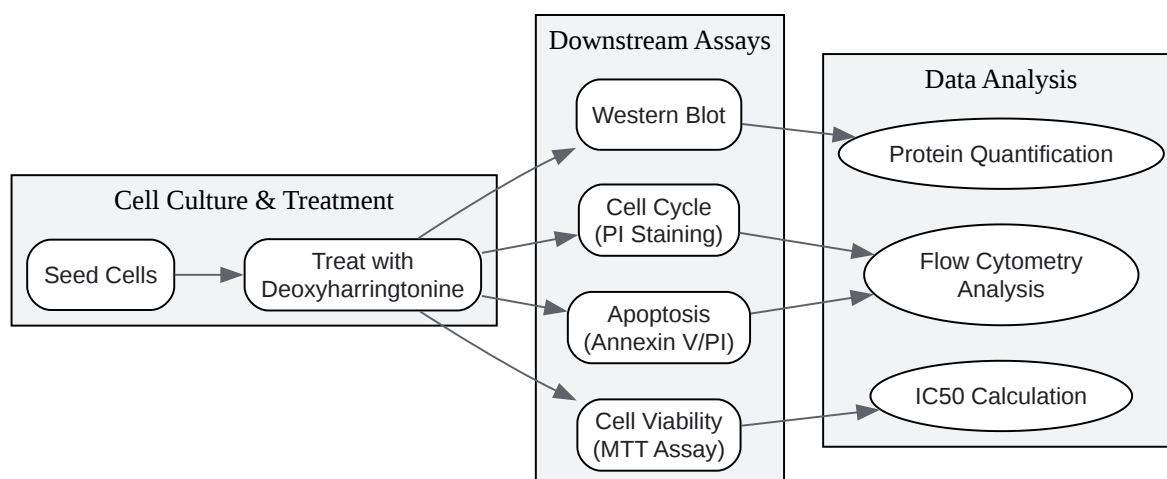 Cell Culture & Treatment
Seed Cells
Treat with
Deoxyharringtonine
Downstream Assays
Western Blot
Cell Cycle
(PI Staining)
Apoptosis
(Annexin V/PI)
Cell Viability
(MTT Assay)
Data Analysis
Protein Quantification
Flow Cytometry
Analysis
IC50 Calculation